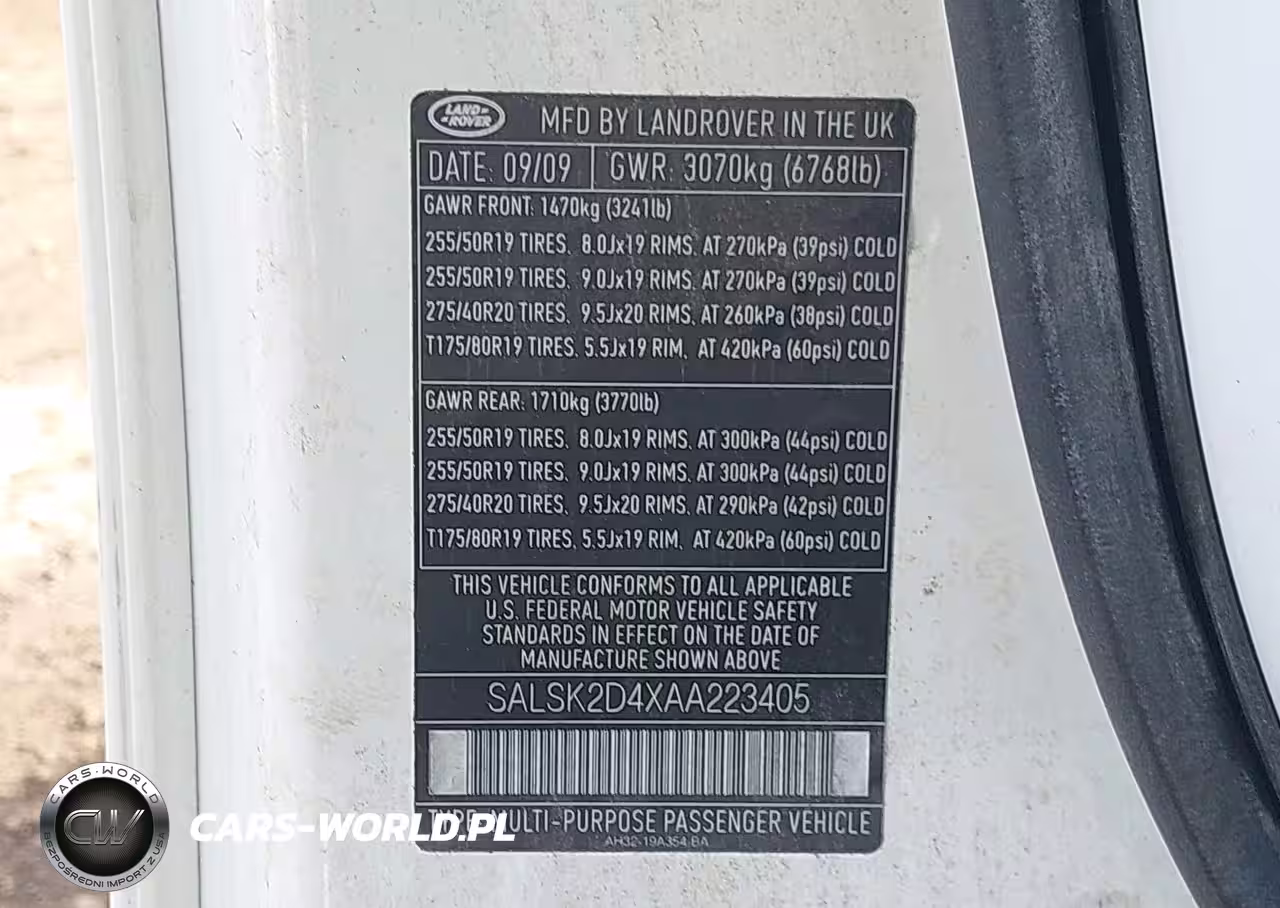 LAND-
-ROVER
MFD BY LANDROVER IN THE UK
DATE: 09/09 GWR: 3070kg (6768lb)
GAWR FRONT: 1470kg (3241lb)
255/50R19 TIRES, 8.0Jx19 RIMS, AT 270kPa (39psi) COLD
255/50R19 TIRES, 9.0Jx19 RIMS, AT 270kPa (39psi) COLD
275/40R20 TIRES, 9.5Jx20 RIMS, AT 260kPa (38psi) COLD
T175/80R19 TIRES, 5.5Jx19 RIM, AT 420kPa (60psi) COLD
GAWR REAR: 1710kg (3770lb)
255/50R19 TIRES, 8.0Jx19 RIMS, AT 300kPa (44psi) COLD
255/50R19 TIRES, 9.0Jx19 RIMS, AT 300kPa (44psi) COLD
275/40R20 TIRES, 9.5Jx20 RIMS, AT 290kPa (42psi) COLD
T175/80R19 TIRES, 5.5Jx19 RIM, AT 420kPa (60psi) COLD
THIS VEHICLE CONFORMS TO ALL APPLICABLE
U.S. FEDERAL MOTOR VEHICLE SAFETY
STANDARDS IN EFFECT ON THE DATE OF
MANUFACTURE SHOWN ABOVE
SALSK2D4XAA223405
TYPE: MULTI-PURPOSE PASSENGER VEHICLE
AH32-19A354-BA
CARS-WORLD
CW
BEZPOŚREDNI IMPORT Z USA
CARS-WORLD.PL